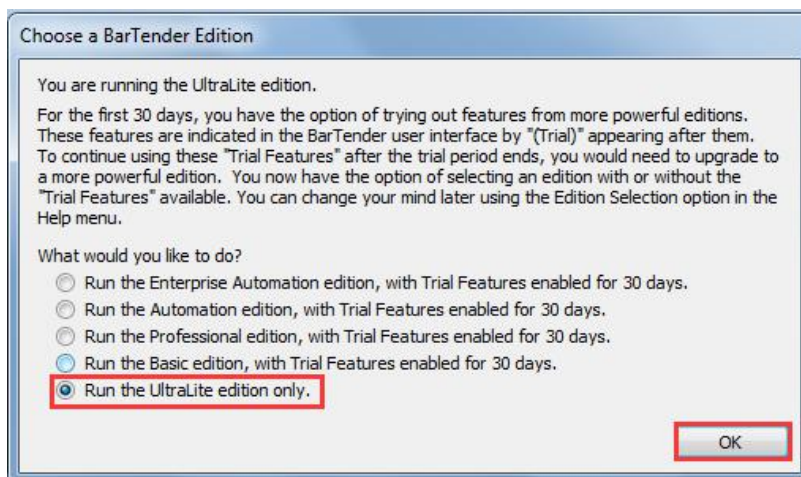 Choose a BarTender Edition
You are running the UltraLite edition.
For the first 30 days, you have the option of trying out features from more powerful editions.
These features are indicated in the BarTender user interface by "(Trial)" appearing after them.
To continue using these "Trial Features" after the trial period ends, you would need to upgrade to
a more powerful edition.  You now have the option of selecting an edition with or without the
"Trial Features" available. You can change your mind later using the Edition Selection option in the
Help menu.
What would you like to do?
Run the Enterprise Automation edition, with Trial Features enabled for 30 days.
Run the Automation edition, with Trial Features enabled for 30 days.
Run the Professional edition, with Trial Features enabled for 30 days.
Run the Basic edition, with Trial Features enabled for 30 days.
Run the UltraLite edition only.
OK